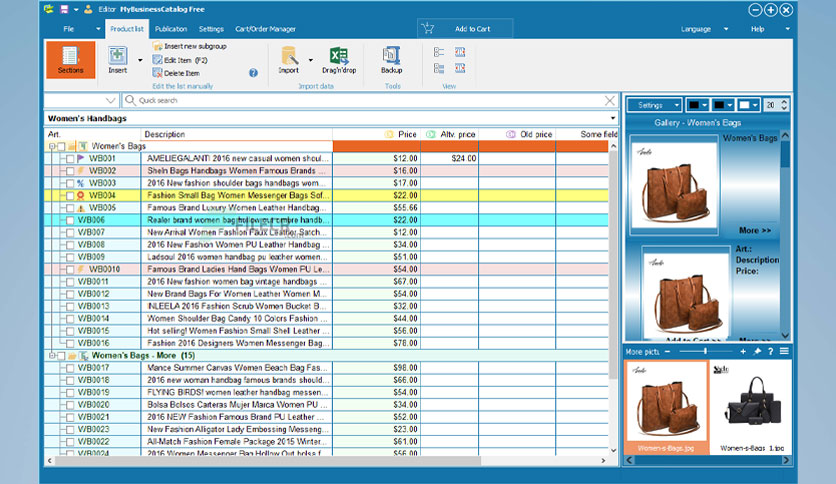 Editor MyBusinessCatalog Free
File Product list Publication Settings Cart/Order Manager Add to Cart Language Help
Sections
Insert
Insert new subgroup
Edit Item (F2)
Delete Item
Edit the list manually
Import
Drag'n'drop
Import data
Backup
Tools
View
Quick search
Women's Handbags
Art. Description Price Altv. price Old price Some field
Women's Bags
WB001 AMELIEGALANTI 2016 new casual women shoul... $12.00 $24.00
WB002 SheIn Bags Handbags Women Famous Brands ... $16.00
WB003 2016 New fashion shoulder bags handbags wom... $17.00
WB004 Fashion Small Bag Women Messenger Bags Sof... $22.00
WB005 Famous Brand Luxury Women Leather Handbag... $55.66
WB006 Realer brand women bag hollow out ombre handb... $22.00
WB007 New Arrival Women Fashion Faux Leather Satch... $12.00
WB008 2016 New Fashion Women PU Leather Handbag ... $34.00
WB009 Ladsoul 2016 women handbag pu leather women... $51.00
WB0010 Famous Brand Ladies Hand Bags Women PU Le... $54.00
WB0011 2016 New fashion women bag vintage handbags ... $67.00
WB0012 New Brand Bags For Women Leather Women M... $54.00
WB0013 INLEELA 2016 Fashion Scrub Women Bucket B... $32.00
WB0014 Women Shoulder Bag Candy 10 Colors Fashion ... $44.00
WB0015 Hot selling! Women Fashion Small Shell Leather ... $56.00
WB0016 Fashion 2016 Designers Women Messenger Bag... $78.00
Women's Bags - More (15)
WB0017 Mance Summer Canvas Women Beach Bag Fas... $98.00
WB0018 2016 new woman handbag famous brands should... $66.00
WB0019 FLYING BIRDS! women leather handbag messen... $54.00
WB0020 Bolsa Bolsos Carteras Mujer Marca Women PU ... $34.00
WB0021 2016 NEW Fashion Famous Brand PU Leather ... $52.00
WB0023 New Fashion Alligator Lady Embossing Messeng... $23.00
WB0022 All-Match Fashion Female Package 2015 Winter... $61.00
WB0024 2016 Women Messenger Bag Hollow Out bolsa f... $56.00
Settings 20
Gallery - Women's Bags
Women's Bags
More >>
Art.:
Description
Price:
Add to Cart >>
More >>
More pictu
Women-s-Bags.jpg Women-s-Bags_1.jpg